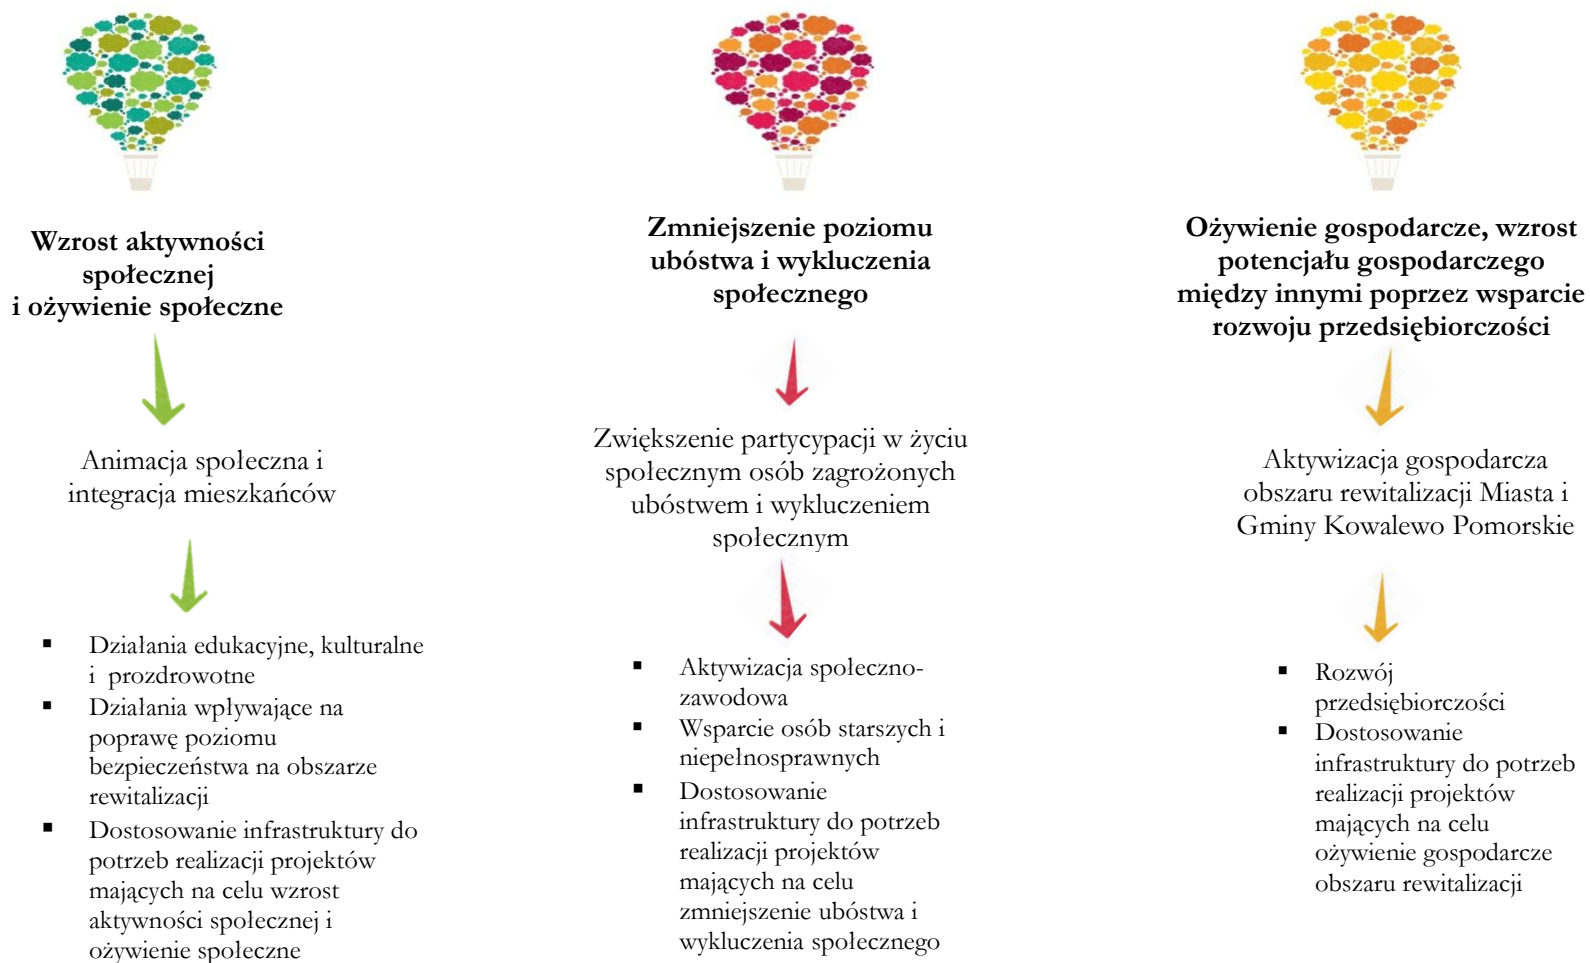 Wzrost aktywności
społecznej
i ożywienie społeczne
Animacja społeczna i
integracja mieszkańców
▪ Działania edukacyjne, kulturalne
i prozdrowotne
▪ Działania wpływające na
poprawę poziomu
bezpieczeństwa na obszarze
rewitalizacji
▪ Dostosowanie infrastruktury do
potrzeb realizacji projektów
mających na celu wzrost
aktywności społecznej i
ożywienie społeczne
Zmniejszenie poziomu
ubóstwa i wykluczenia
społecznego
Zwiększenie partycypacji w życiu
społecznym osób zagrożonych
ubóstwem i wykluczeniem
społecznym
▪ Aktywizacja społeczno-
zawodowa
▪ Wsparcie osób starszych i
niepełnosprawnych
▪ Dostosowanie
infrastruktury do potrzeb
realizacji projektów
mających na celu
zmniejszenie ubóstwa i
wykluczenia społecznego
Ożywienie gospodarcze, wzrost
potencjału gospodarczego
między innymi poprzez wsparcie
rozwoju przedsiębiorczości
Aktywizacja gospodarcza
obszaru rewitalizacji Miasta i
Gminy Kowalewo Pomorskie
▪ Rozwój
przedsiębiorczości
▪ Dostosowanie
infrastruktury do potrzeb
realizacji projektów
mających na celu
ożywienie gospodarcze
obszaru rewitalizacji